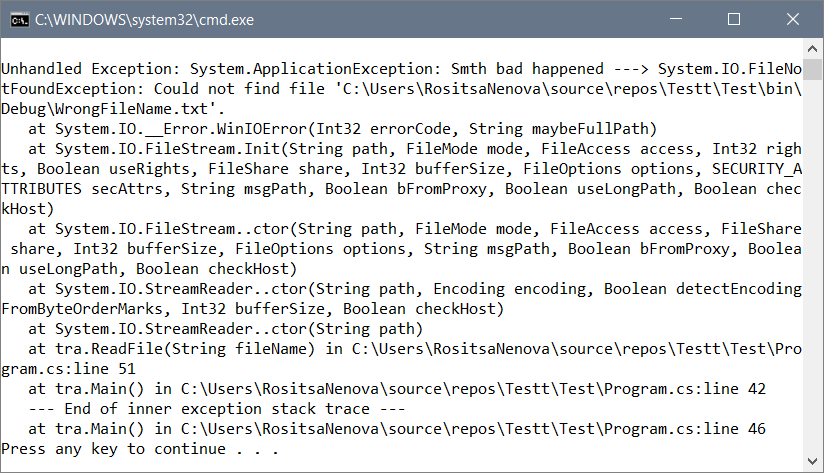 C:\WINDOWS\system32\cmd.exe
Unhandled Exception: System.ApplicationException: Smth bad happened ---> System.IO.FileNo
tFoundException: Could not find file 'C:\Users\RositsaNenova\source\repos\Testt\Test\bin\
Debug\WrongFileName.txt'.
   at System.IO.__Error.WinIOError(Int32 errorCode, String maybeFullPath)
   at System.IO.FileStream.Init(String path, FileMode mode, FileAccess access, Int32 righ
ts, Boolean useRights, FileShare share, Int32 bufferSize, FileOptions options, SECURITY_A
TTRIBUTES secAttrs, String msgPath, Boolean bFromProxy, Boolean useLongPath, Boolean chec
kHost)
   at System.IO.FileStream..ctor(String path, FileMode mode, FileAccess access, FileShare
 share, Int32 bufferSize, FileOptions options, String msgPath, Boolean bFromProxy, Boolea
n useLongPath, Boolean checkHost)
   at System.IO.StreamReader..ctor(String path, Encoding encoding, Boolean detectEncoding
FromByteOrderMarks, Int32 bufferSize, Boolean checkHost)
   at System.IO.StreamReader..ctor(String path)
   at tra.ReadFile(String fileName) in C:\Users\RositsaNenova\source\repos\Testt\Test\Pro
gram.cs:line 51
   at tra.Main() in C:\Users\RositsaNenova\source\repos\Testt\Test\Program.cs:line 42
   --- End of inner exception stack trace ---
   at tra.Main() in C:\Users\RositsaNenova\source\repos\Testt\Test\Program.cs:line 46
Press any key to continue . . .